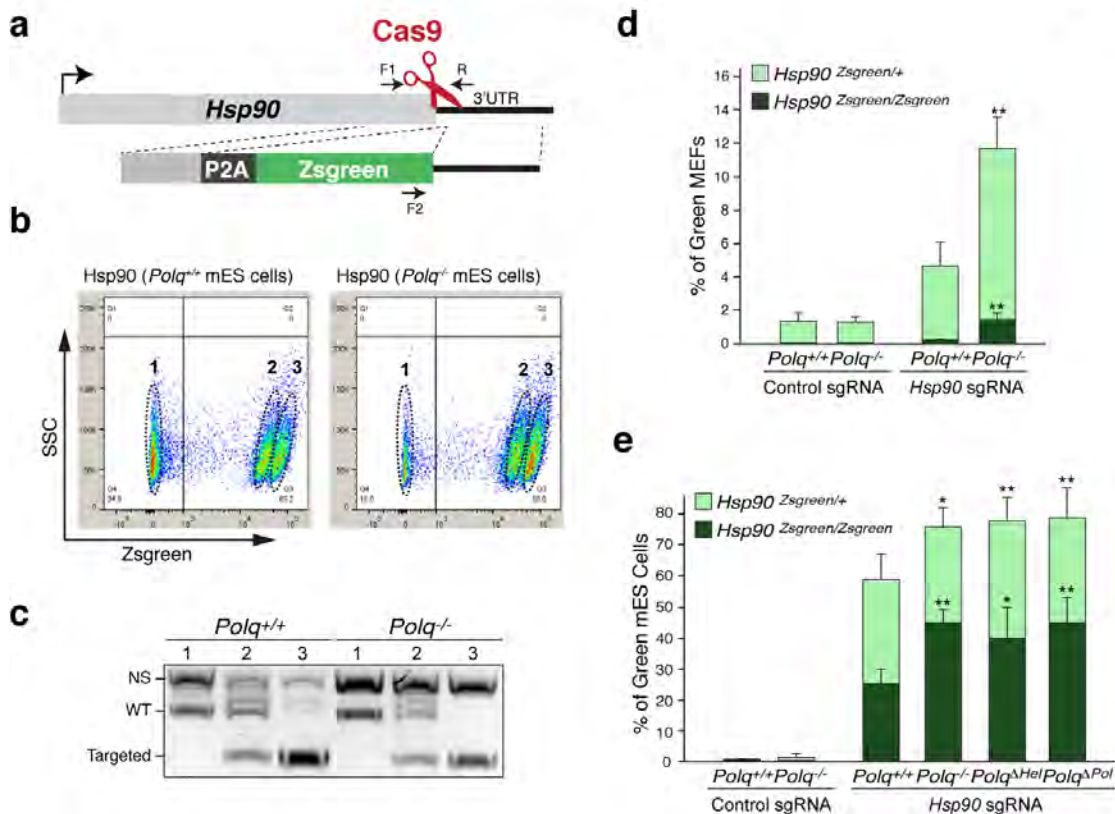 a
Cas9
F1
R
3'UTR
Hsp90
P2A
Zsgreen
F2
b
Hsp90 (Polq+/+ mES cells)
Hsp90 (Polq-/- mES cells)
1
2
3
1
2
3
SSC
Zsgreen
c
Polq+/+
Polq-/-
1 2 3 1 2 3
NS
WT
Targeted
d
16
14
12
10
8
6
4
2
0
% of Green MEFs
Hsp90 Zsgreen/+
Hsp90 Zsgreen/Zsgreen
**
**
Polq+/+ Polq-/-
Polq+/+ Polq-/-
Control sgRNA
Hsp90 sgRNA
e
80
70
60
50
40
30
20
10
0
% of Green mES Cells
Hsp90 Zsgreen/+
Hsp90 Zsgreen/Zsgreen
*
**
**
**
*
**
Polq+/+ Polq-/-
Polq+/+ Polq-/- PolqΔHel PolqΔPol
Control sgRNA
Hsp90 sgRNA